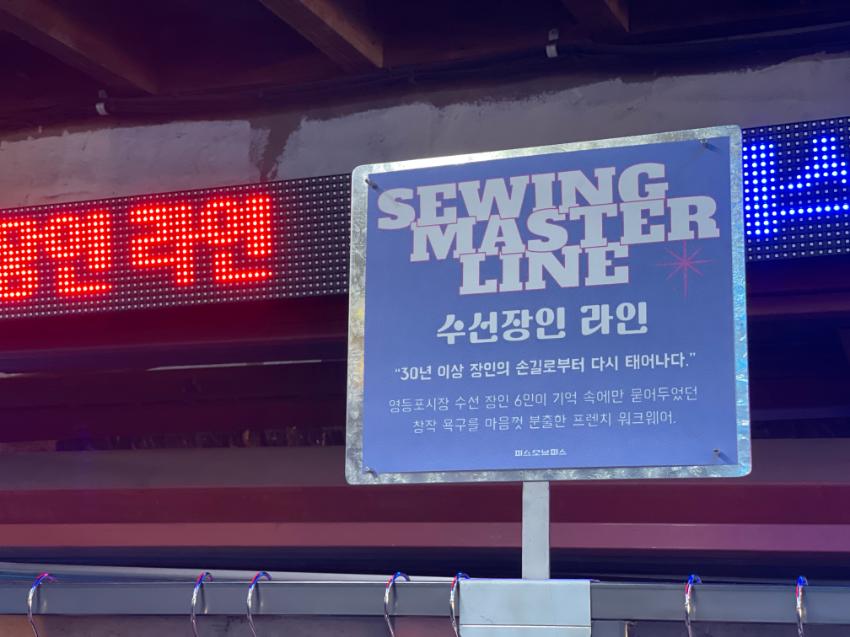 장인 라인
SEWING
MASTER
LINE
수선장인 라인
“30년 이상 장인의 손길로부터 다시 태어나다.”
영등포시장 수선 장인 6인이 기억 속에만 묻어두었던
창작 욕구를 마음껏 분출한 프렌치 워크웨어.
피스오브피스